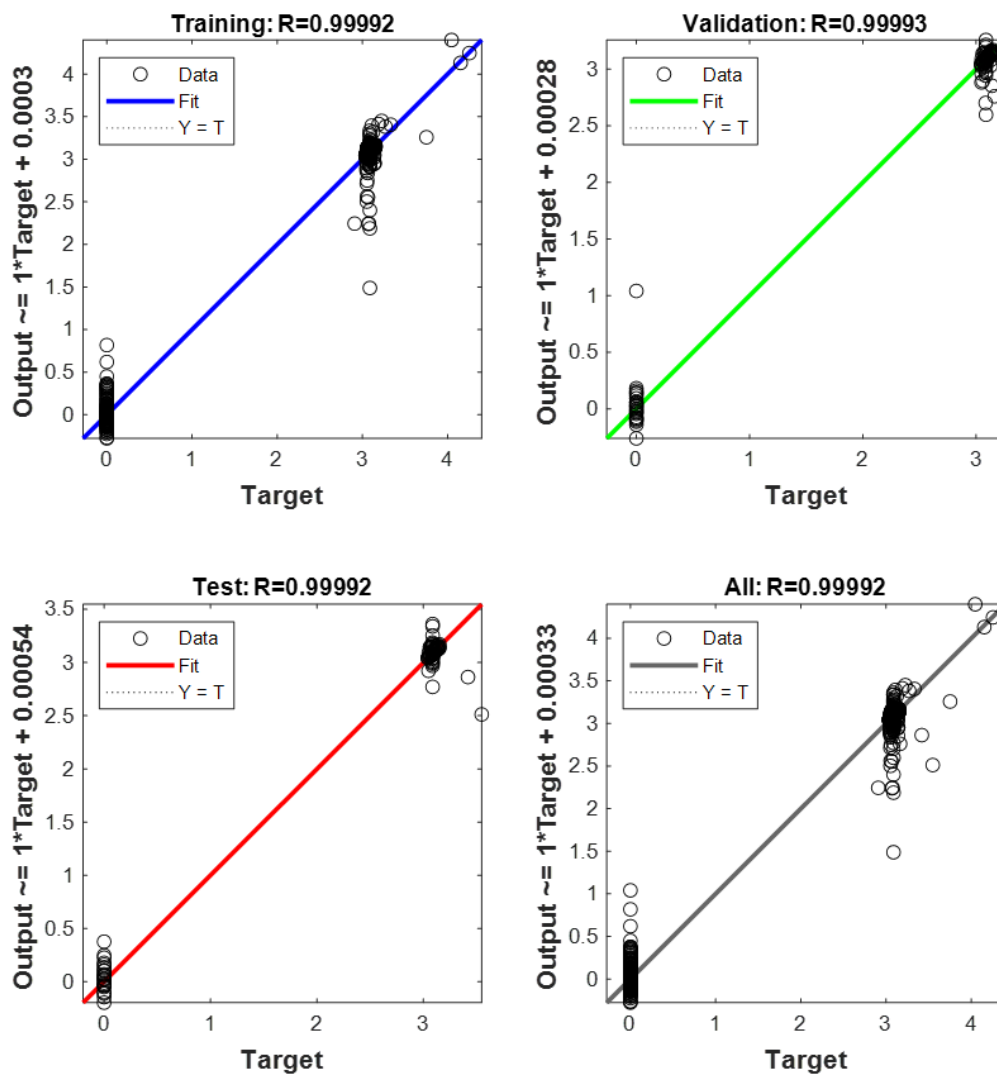 Training: R=0.99992
Output ~= 1*Target + 0.0003
Data
Fit
Y = T
4
3.5
3
2.5
2
1.5
1
0.5
0
0
1
2
3
4
Target
Validation: R=0.99993
Output ~= 1*Target + 0.00028
Data
Fit
Y = T
3
2.5
2
1.5
1
0.5
0
0
1
2
3
Target
Test: R=0.99992
Output ~= 1*Target + 0.00054
Data
Fit
Y = T
3.5
3
2.5
2
1.5
1
0.5
0
0
1
2
3
Target
All: R=0.99992
Output ~= 1*Target + 0.00033
Data
Fit
Y = T
4
3.5
3
2.5
2
1.5
1
0.5
0
0
1
2
3
4
Target